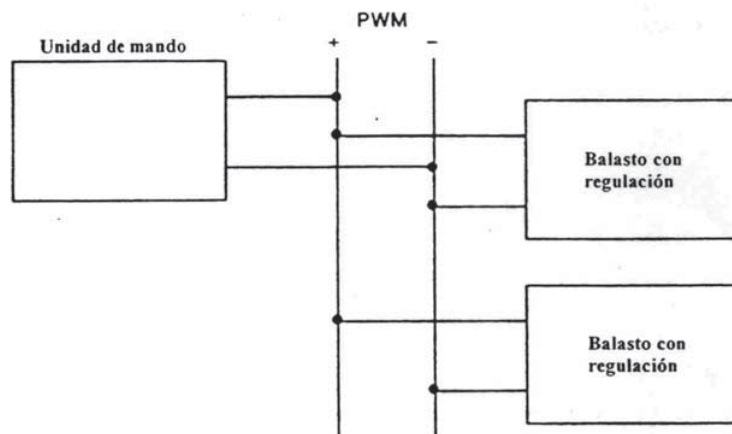 PWM
+ −
Unidad de mando
Balasto con
regulación
Balasto con
regulación